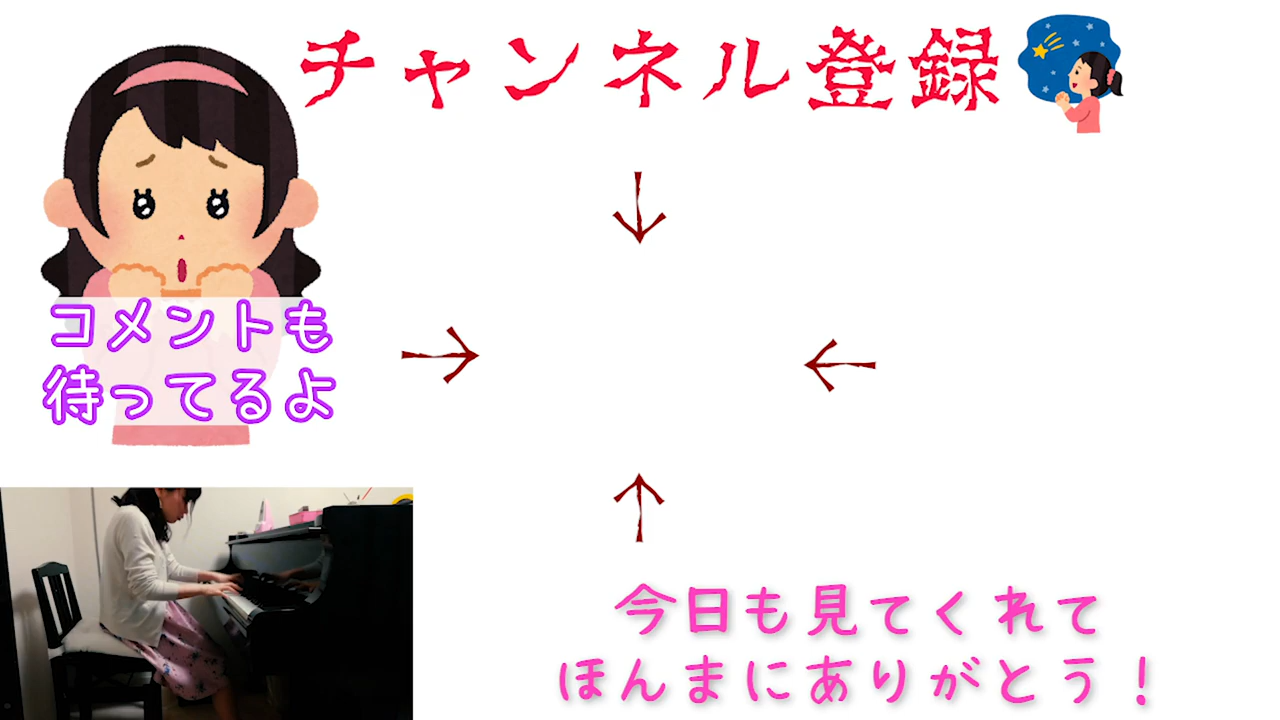 チャンネル登録
コメントも
待ってるよ
今日も見てくれて
ほんまにありがとう！